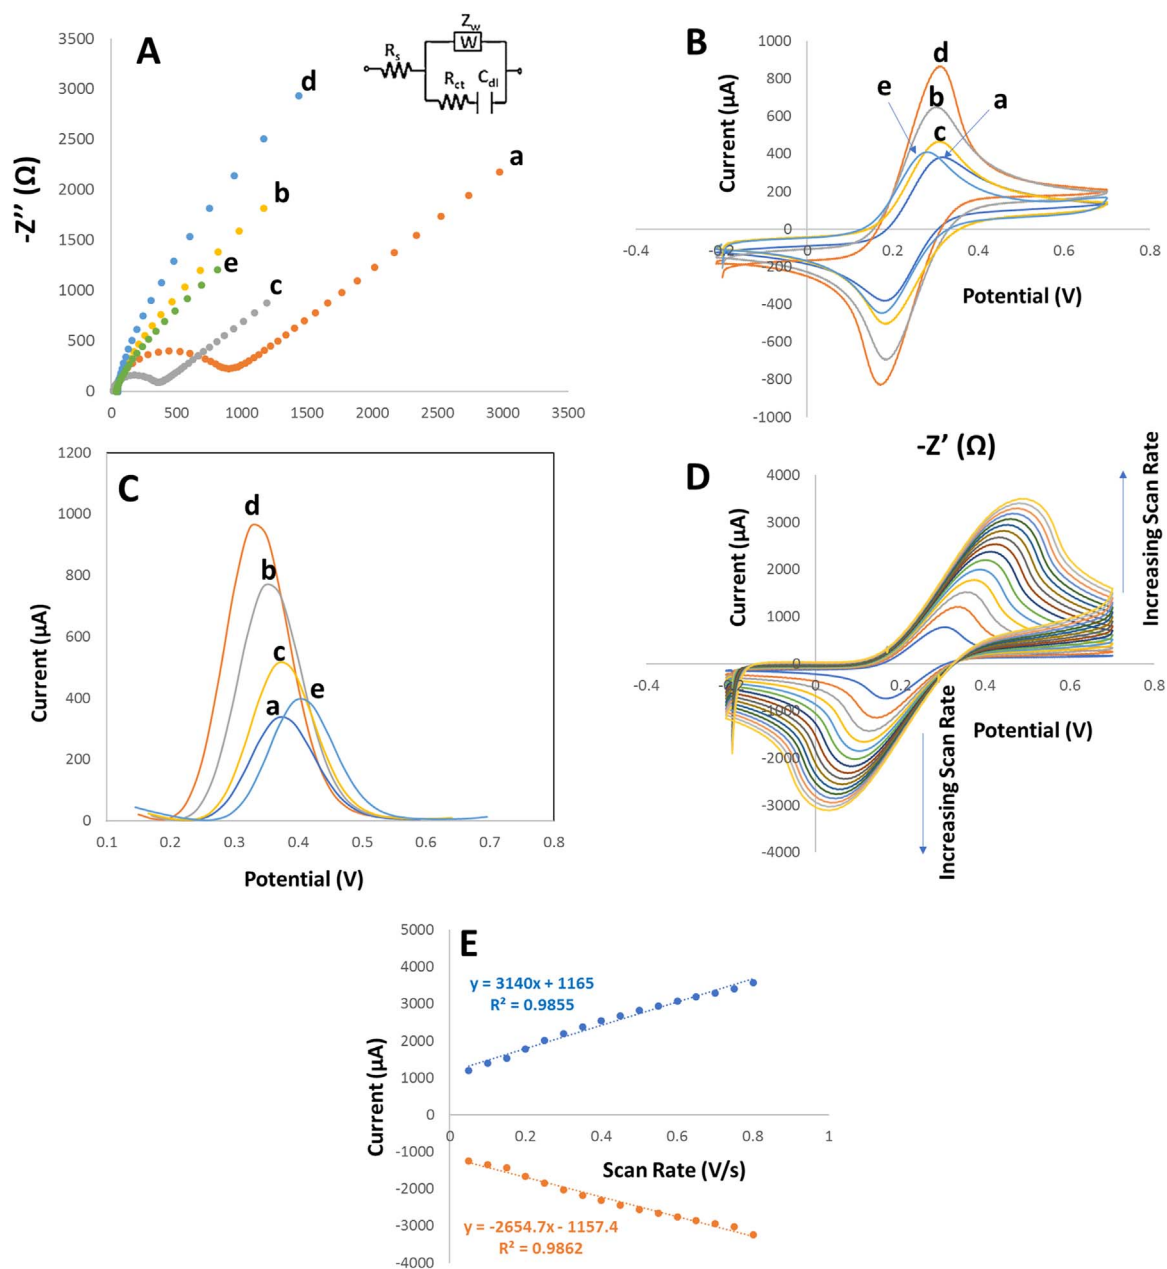 A
3500
3000
2500
2000
1500
1000
500
0
-Z’’ (Ω)
0 500 1000 1500 2000 2500 3000 3500
d
a
b
e
c
Zw
W
Rs
Rct
Cdl
B
1000
800
600
400
200
0
-400
-600
-800
-1000
Current (µA)
-0.4 -0.2 0 0.2 0.4 0.6 0.8
Potential (V)
d
e
b
a
c
-Z’ (Ω)
C
1200
1000
800
600
400
200
0
Current (µA)
0.1 0.2 0.3 0.4 0.5 0.6 0.7 0.8
Potential (V)
d
b
c
e
a
D
4000
3000
2000
1000
0
-1000
-2000
-3000
-4000
Current (µA)
-0.4 -0.2 0 0.2 0.4 0.6 0.8
Potential (V)
Increasing Scan Rate
Increasing Scan Rate
E
5000
4000
3000
2000
1000
0
-1000
-2000
-3000
-4000
Current (µA)
y = 3140x + 1165
R² = 0.9855
0 0.2 0.4 0.6 0.8 1
Scan Rate (V/s)
y = -2654.7x - 1157.4
R² = 0.9862